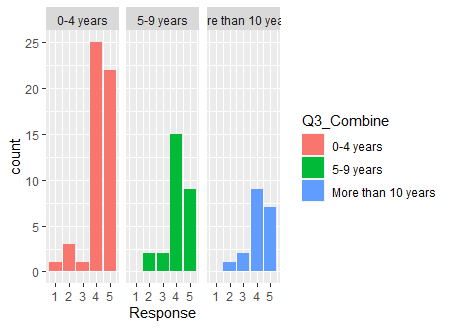 0-4 years
5-9 years
re than 10 yea
25
20
15
10
5
0
count
1 2 3 4 5
1 2 3 4 5
1 2 3 4 5
Response
Q3_Combine
0-4 years
5-9 years
More than 10 years